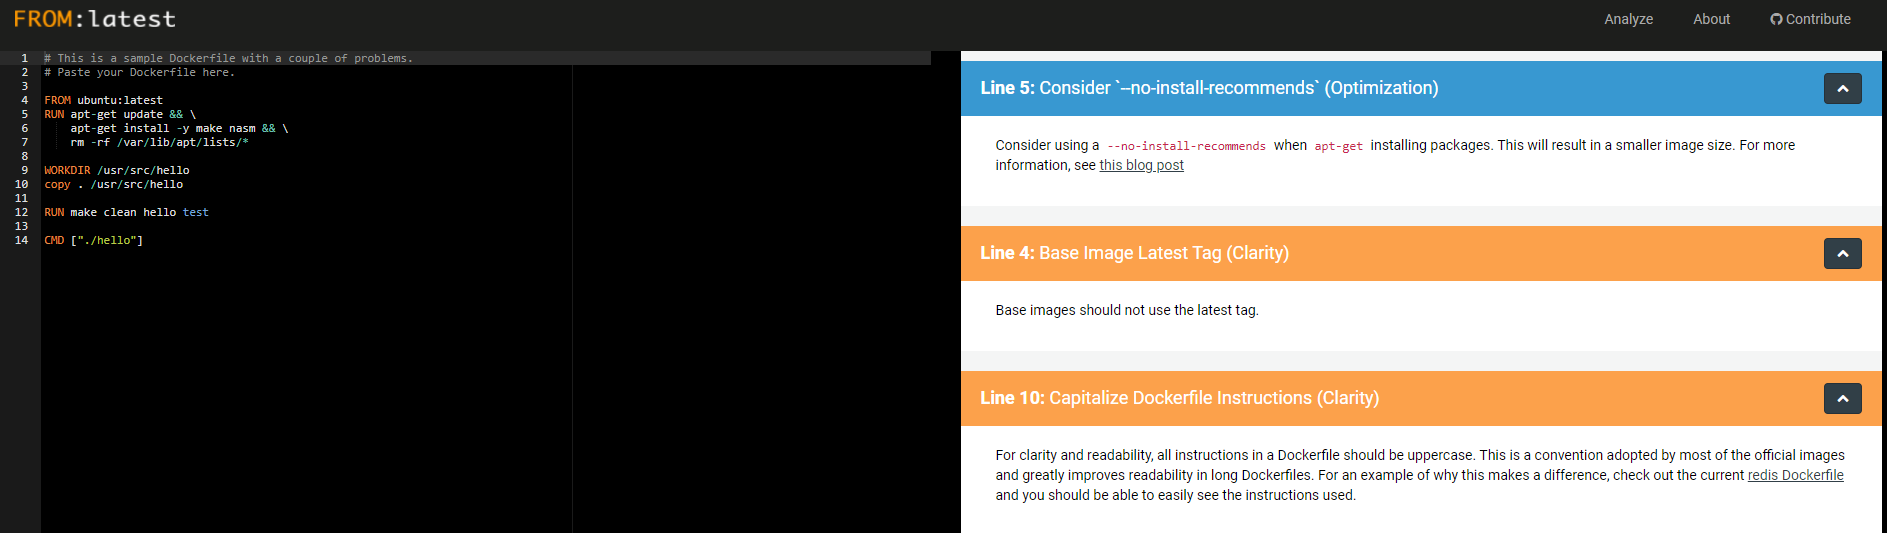 FROM:latest
Analyze About Contribute
1 # This is a sample Dockerfile with a couple of problems.
2 # Paste your Dockerfile here.
3
4 FROM ubuntu:latest
5 RUN apt-get update && \
6 apt-get install -y make nasm && \
7 rm -rf /var/lib/apt/lists/*
8
9 WORKDIR /usr/src/hello
10 copy . /usr/src/hello
11
12 RUN make clean hello test
13
14 CMD ["./hello"]
Line 5: Consider `--no-install-recommends` (Optimization)
Consider using a --no-install-recommends when apt-get installing packages. This will result in a smaller image size. For more
information, see this blog post
Line 4: Base Image Latest Tag (Clarity)
Base images should not use the latest tag.
Line 10: Capitalize Dockerfile Instructions (Clarity)
For clarity and readability, all instructions in a Dockerfile should be uppercase. This is a convention adopted by most of the official images
and greatly improves readability in long Dockerfiles. For an example of why this makes a difference, check out the current redis Dockerfile
and you should be able to easily see the instructions used.